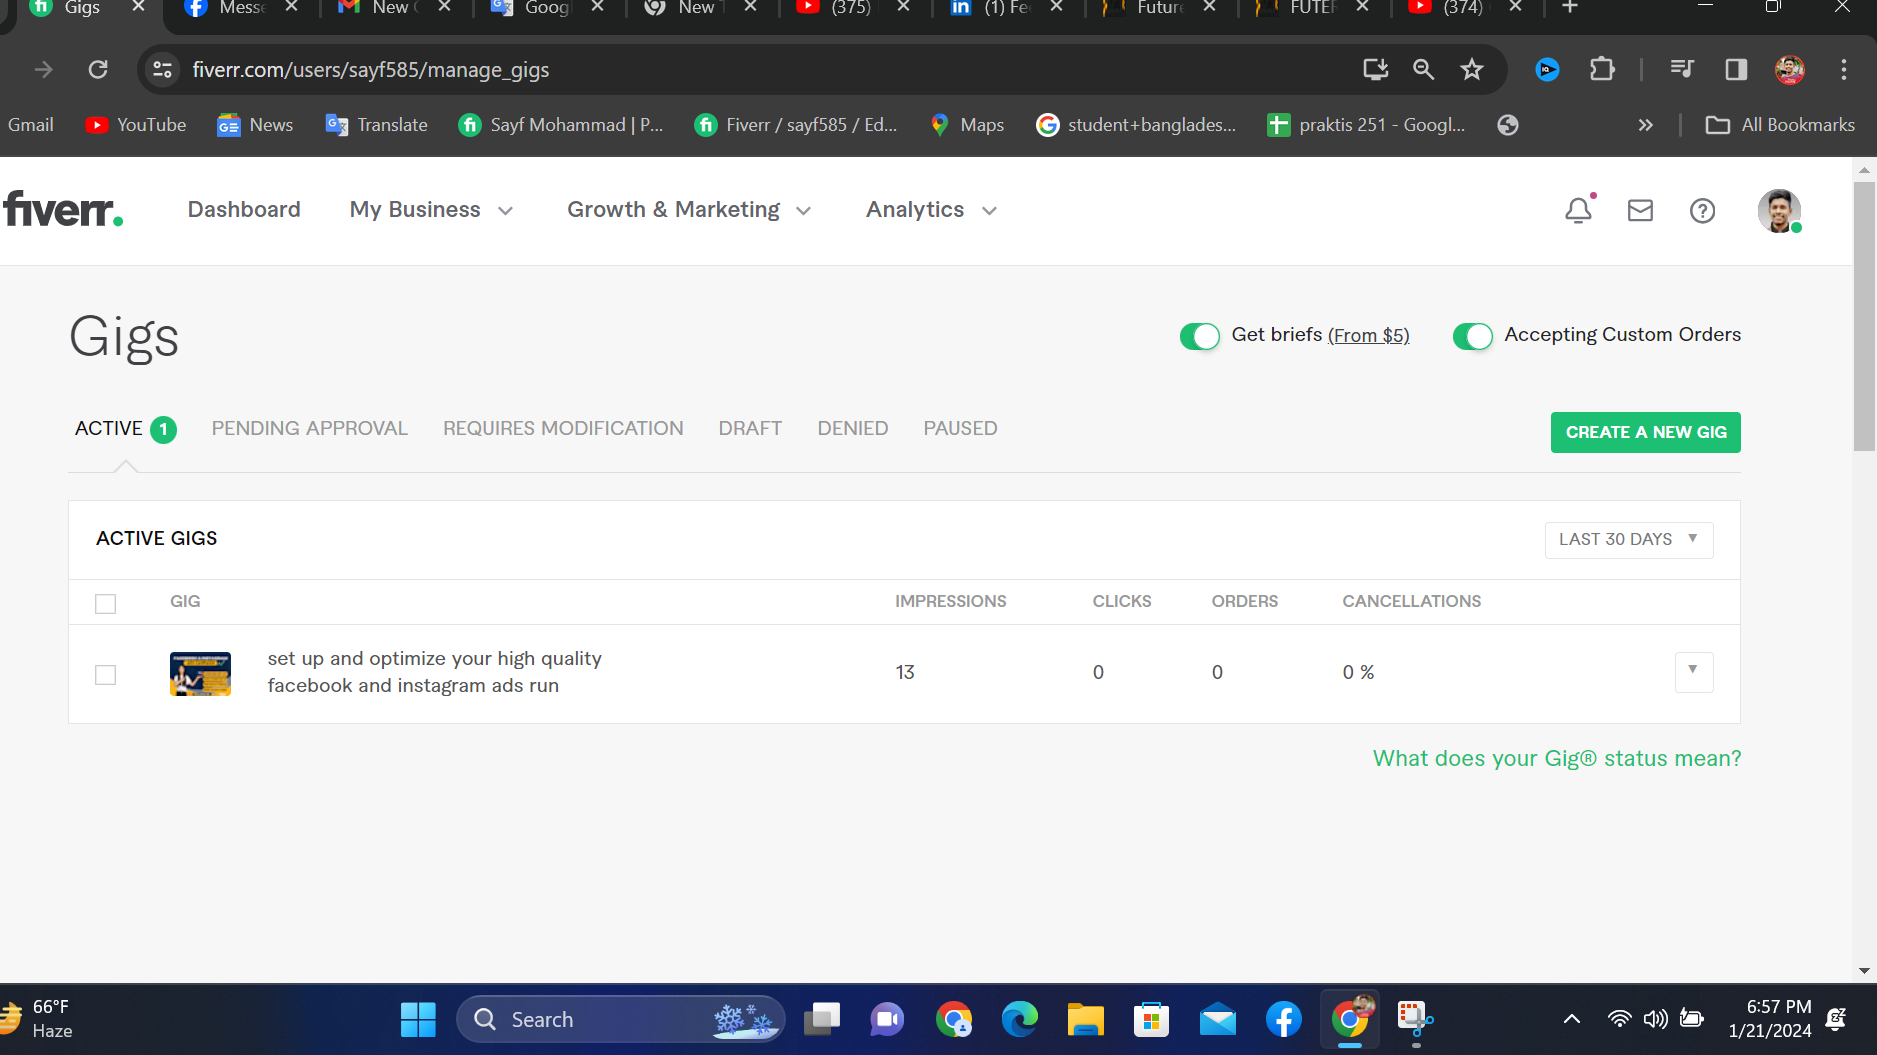 Gigs
Messe
New
Goog
New T
(375)
(1) Fee
Future
FUTER
(374)
fiverr.com/users/sayf585/manage_gigs
Gmail
YouTube
News
Translate
Sayf Mohammad | P...
Fiverr / sayf585 / Ed...
Maps
student+banglades...
praktis 251 - Googl...
All Bookmarks
fiverr.
Dashboard
My Business
Growth & Marketing
Analytics
Gigs
Get briefs (From $5)
Accepting Custom Orders
ACTIVE 1
PENDING APPROVAL
REQUIRES MODIFICATION
DRAFT
DENIED
PAUSED
CREATE A NEW GIG
ACTIVE GIGS
LAST 30 DAYS
GIG
IMPRESSIONS
CLICKS
ORDERS
CANCELLATIONS
set up and optimize your high quality
facebook and instagram ads run
13
0
0
0 %
What does your Gig® status mean?
66°F
Haze
Search
6:57 PM
1/21/2024